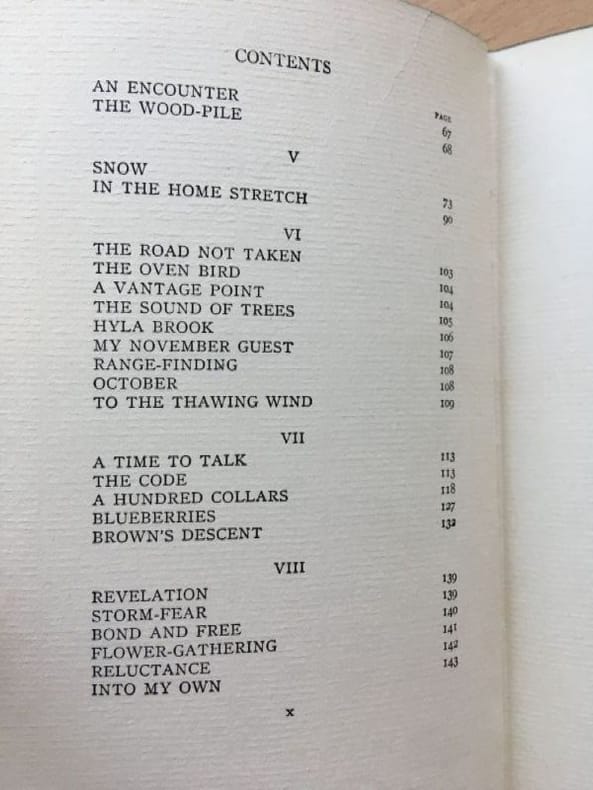 CONTENTS
PAGE
AN ENCOUNTER 67
THE WOOD-PILE 68
V
SNOW 73
IN THE HOME STRETCH 90
VI
THE ROAD NOT TAKEN 103
THE OVEN BIRD 104
A VANTAGE POINT 104
THE SOUND OF TREES 105
HYLA BROOK 106
MY NOVEMBER GUEST 107
RANGE-FINDING 108
OCTOBER 108
TO THE THAWING WIND 109
VII
A TIME TO TALK 113
THE CODE 113
A HUNDRED COLLARS 118
BLUEBERRIES 127
BROWN'S DESCENT 132
VIII
REVELATION 139
STORM-FEAR 139
BOND AND FREE 140
FLOWER-GATHERING 141
RELUCTANCE 142
INTO MY OWN 143
x